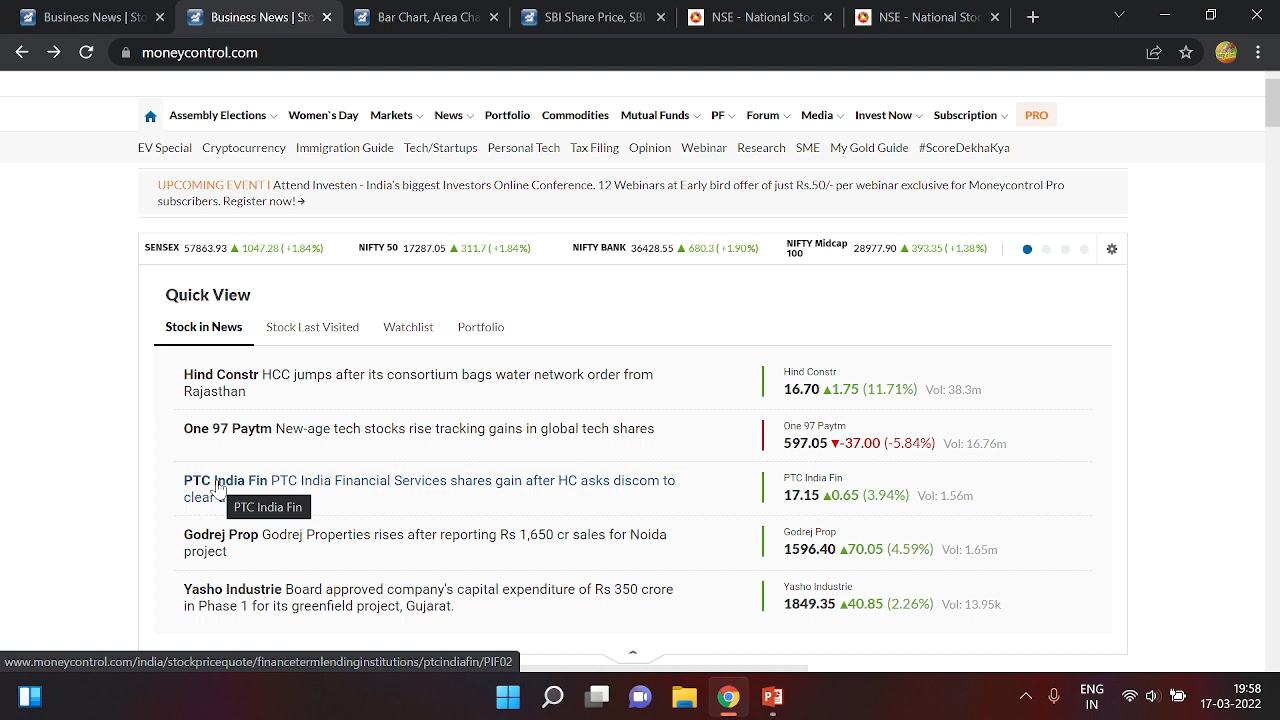 Business News | Sto
Business News | Sto
Bar Chart, Area Cha
SBI Share Price, SBI
NSE - National Sto
NSE - National Sto
moneycontrol.com
Assembly Elections Women`s Day Markets News Portfolio Commodities Mutual Funds PF Forum Media Invest Now Subscription PRO
EV Special Cryptocurrency Immigration Guide Tech/Startups Personal Tech Tax Filing Opinion Webinar Research SME My Gold Guide #ScoreDekhaKya
UPCOMING EVENT I Attend Investen - India's biggest Investors Online Conference. 12 Webinars at Early bird offer of just Rs.50/- per webinar exclusive for Moneycontrol Pro
subscribers. Register now! →
SENSEX 57863.93 ▲ 1047.28 ( +1.84%)
NIFTY 50 17287.05 ▲ 311.7 ( +1.84%)
NIFTY BANK 36428.55 ▲ 680.3 ( +1.90%)
NIFTY Midcap
100
28977.90 ▲ 393.35 ( +1.38%)
Quick View
Stock in News Stock Last Visited Watchlist Portfolio
Hind Constr HCC jumps after its consortium bags water network order from
Rajasthan
Hind Constr
16.70 ▲1.75 (11.71%) Vol: 38.3m
One 97 Paytm New-age tech stocks rise tracking gains in global tech shares
One 97 Paytm
597.05 ▼-37.00 (-5.84%) Vol: 16.76m
PTC India Fin PTC India Financial Services shares gain after HC asks discom to
clear
PTC India Fin
PTC India Fin
17.15 ▲0.65 (3.94%) Vol: 1.56m
Godrej Prop Godrej Properties rises after reporting Rs 1,650 cr sales for Noida
project
Godrej Prop
1596.40 ▲70.05 (4.59%) Vol: 1.65m
Yasho Industrie Board approved company's capital expenditure of Rs 350 crore
in Phase 1 for its greenfield project, Gujarat.
Yasho Industrie
1849.35 ▲40.85 (2.26%) Vol: 13.95k
www.moneycontrol.com/india/stockpricequote/financetermlendinginstitutions/ptcindiafin/PIF02
ENG
IN
19:58
17-03-2022